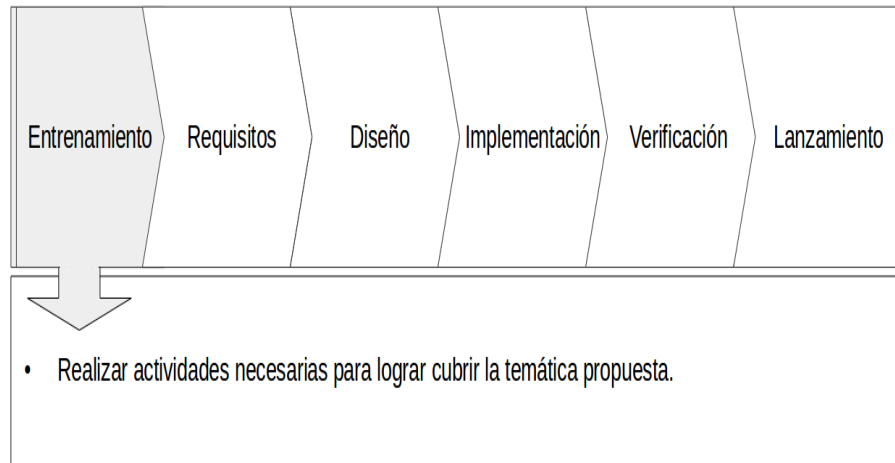 Entrenamiento Requisitos Diseño Implementación Verificación Lanzamiento
• Realizar actividades necesarias para lograr cubrir la temática propuesta.